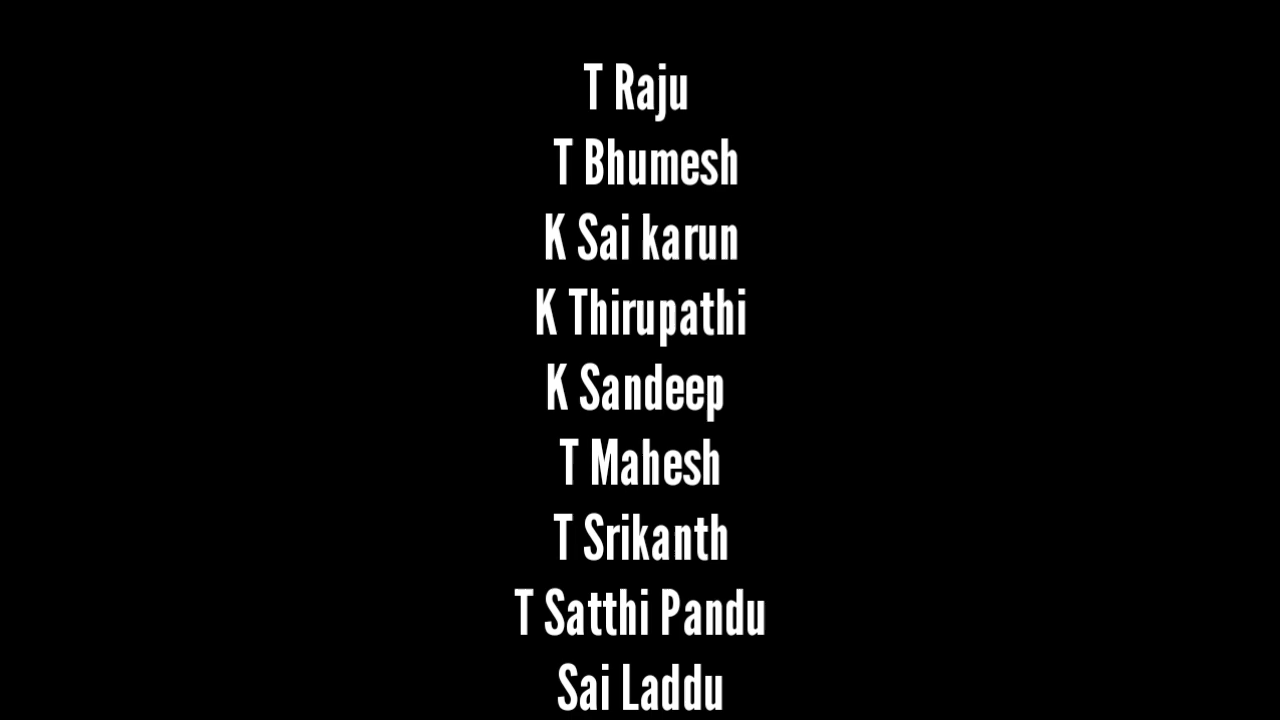 T Raju
T Bhumesh
K Sai karun
K Thirupathi
K Sandeep
T Mahesh
T Srikanth
T Satthi Pandu
Sai Laddu